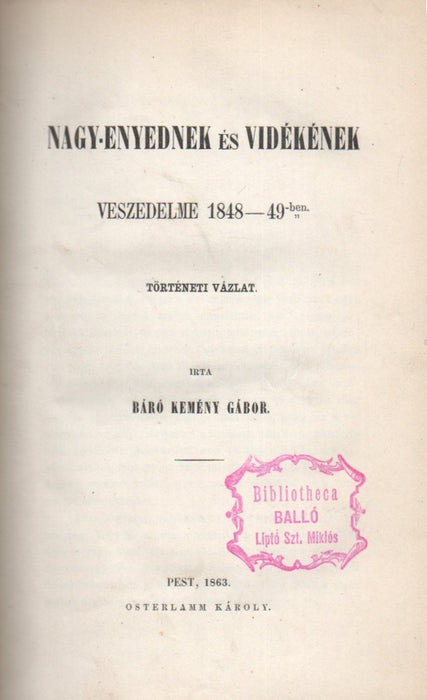 NAGY-ENYEDNEK ÉS VIDÉKÉNEK
VESZEDELME 1848—49-ben.
TÖRTÉNETI VÁZLAT.
IRTA
BÁRÓ KEMÉNY GÁBOR.
Bibliotheca
BALLÓ
Liptó Szt. Miklós
PEST, 1863.
OSTERLAMM KÁROLY.